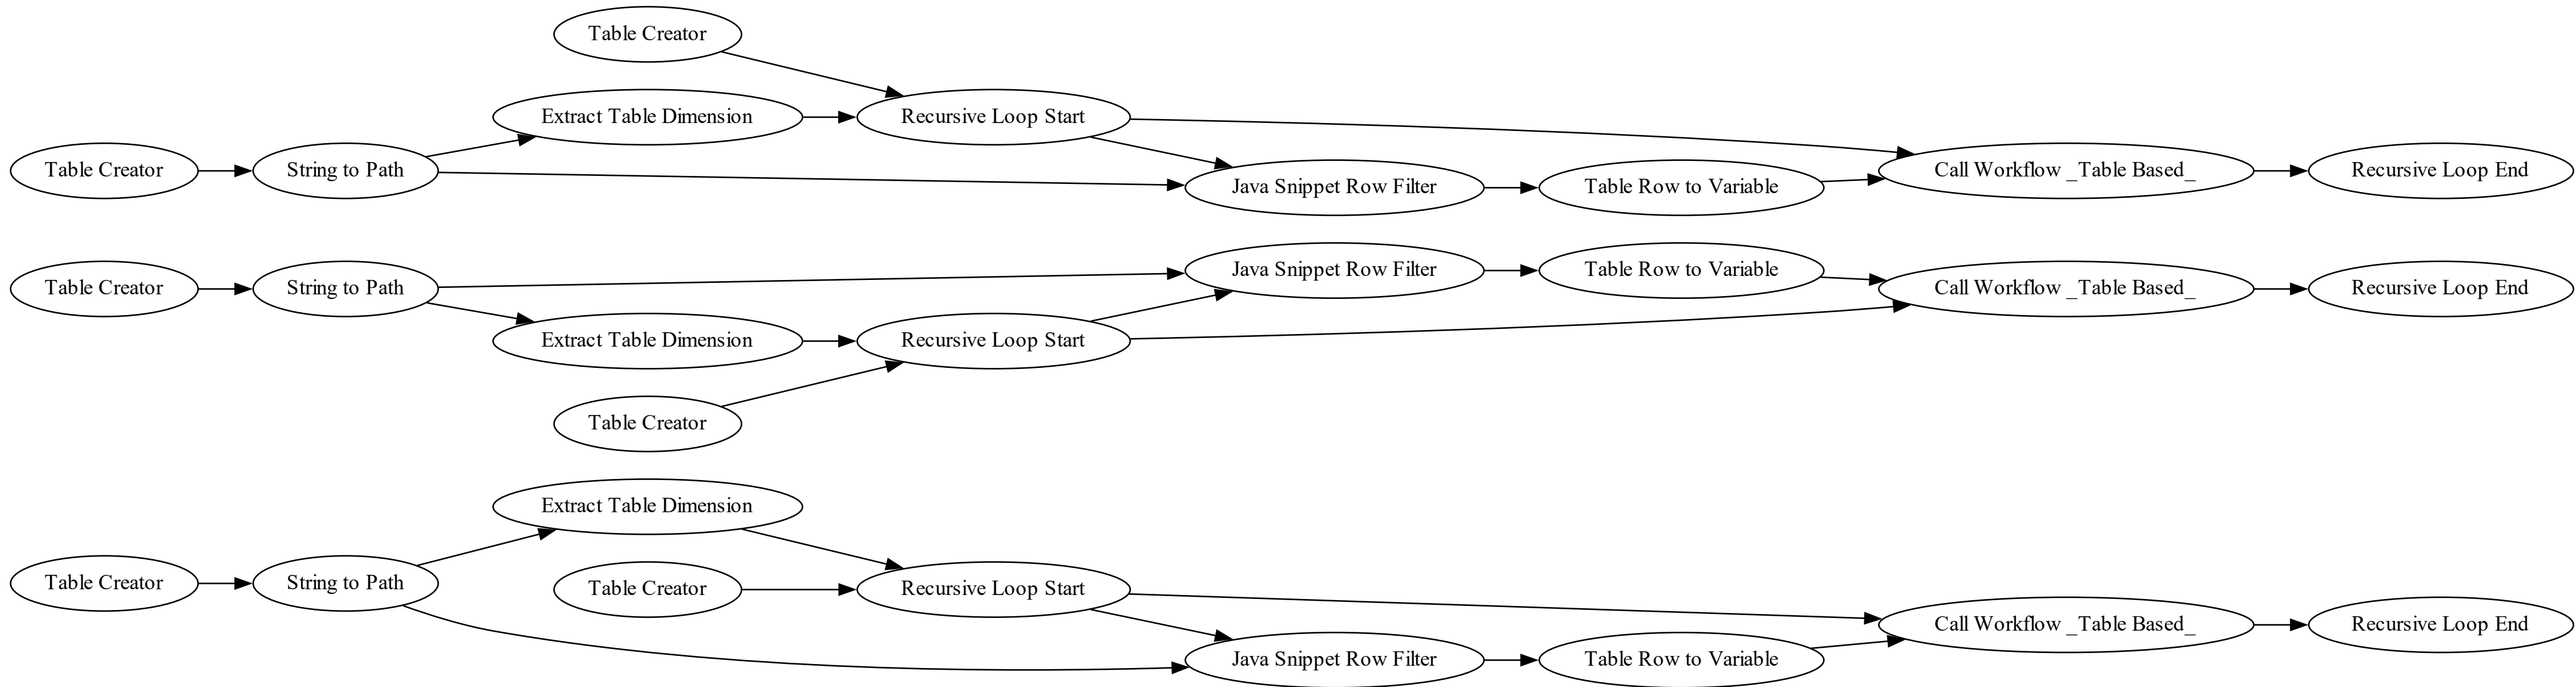 Table Creator
Extract Table Dimension
Recursive Loop Start
Table Creator
String to Path
Java Snippet Row Filter
Table Row to Variable
Call Workflow _Table Based_
Recursive Loop End
Table Creator
String to Path
Java Snippet Row Filter
Table Row to Variable
Call Workflow _Table Based_
Recursive Loop End
Extract Table Dimension
Recursive Loop Start
Table Creator
Extract Table Dimension
Table Creator
String to Path
Table Creator
Recursive Loop Start
Call Workflow _Table Based_
Recursive Loop End
Java Snippet Row Filter
Table Row to Variable